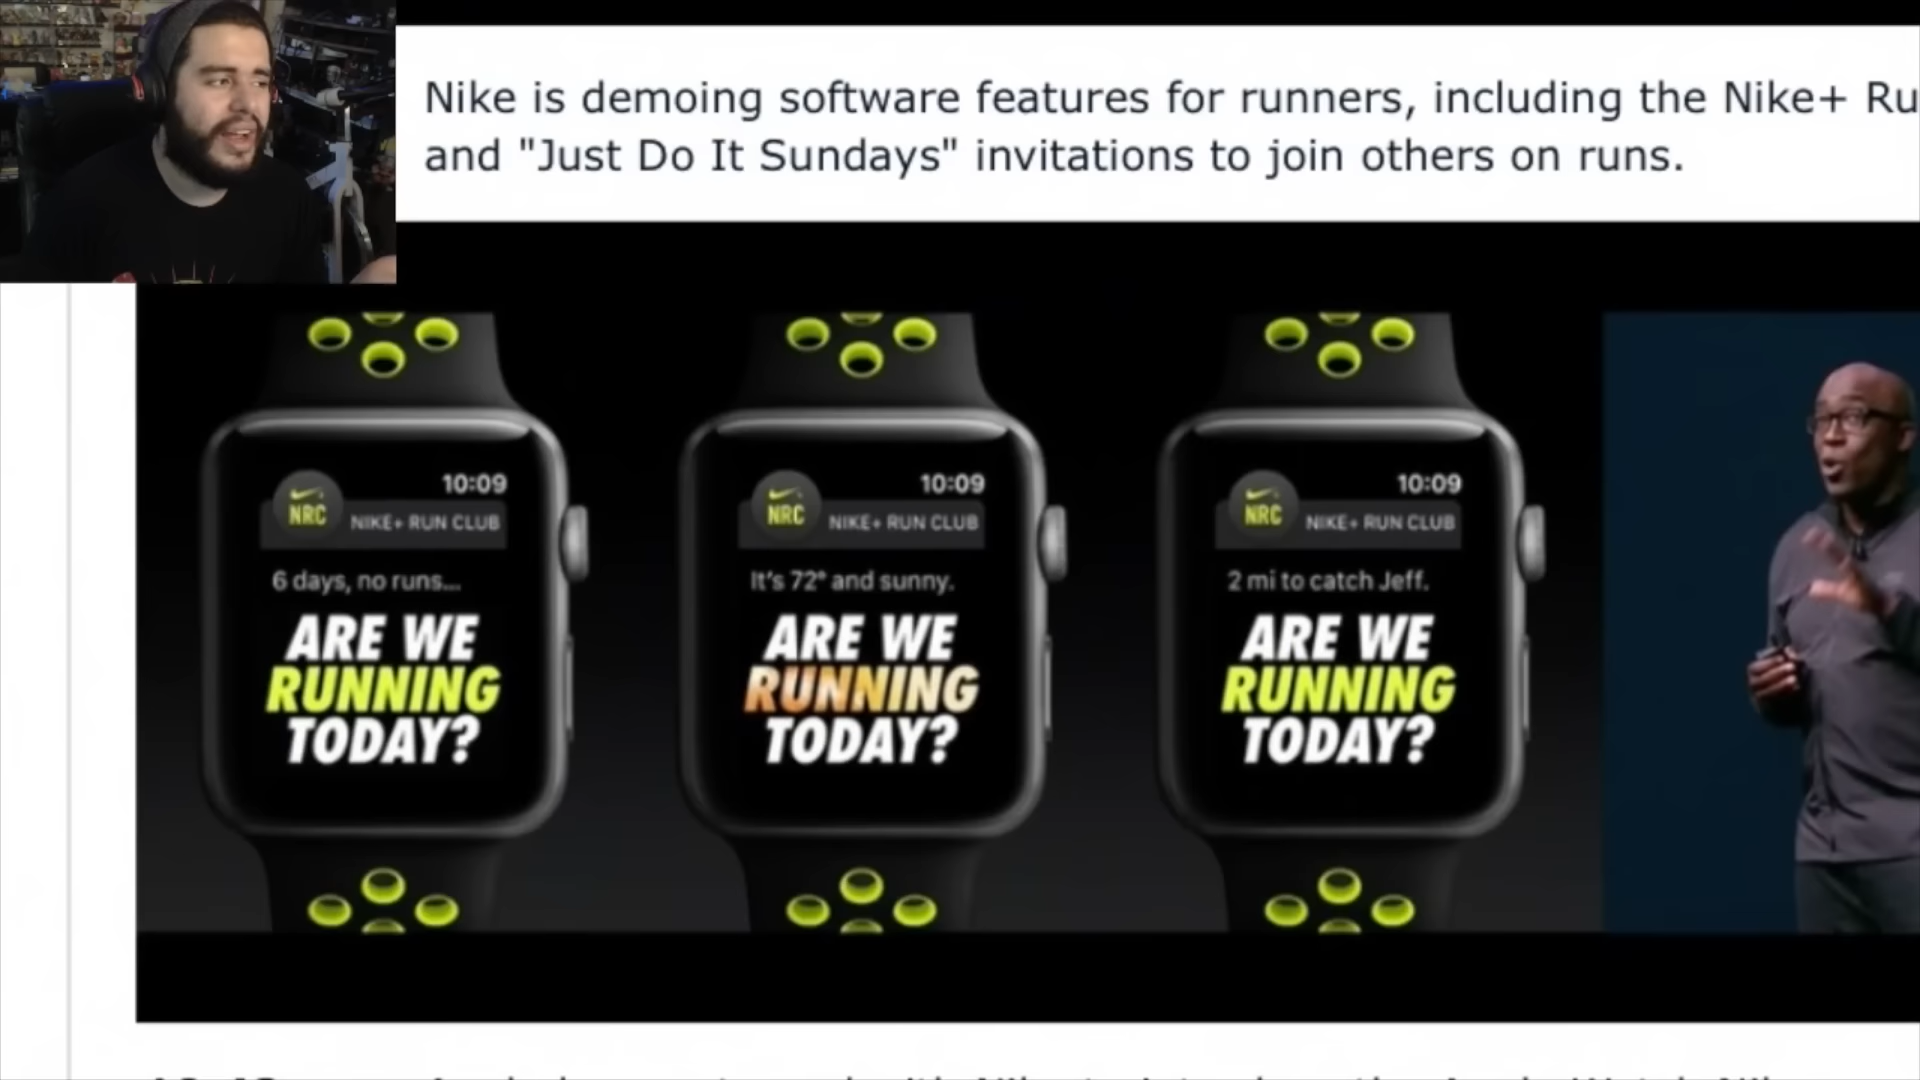 Nike is demoing software features for runners, including the Nike+ Ru
and "Just Do It Sundays" invitations to join others on runs.
10:09
NRC
NIKE+ RUN CLUB
6 days, no runs...
ARE WE
RUNNING
TODAY?
10:09
NRC
NIKE+ RUN CLUB
It's 72° and sunny.
ARE WE
RUNNING
TODAY?
10:09
NRC
NIKE+ RUN CLUB
2 mi to catch Jeff.
ARE WE
RUNNING
TODAY?